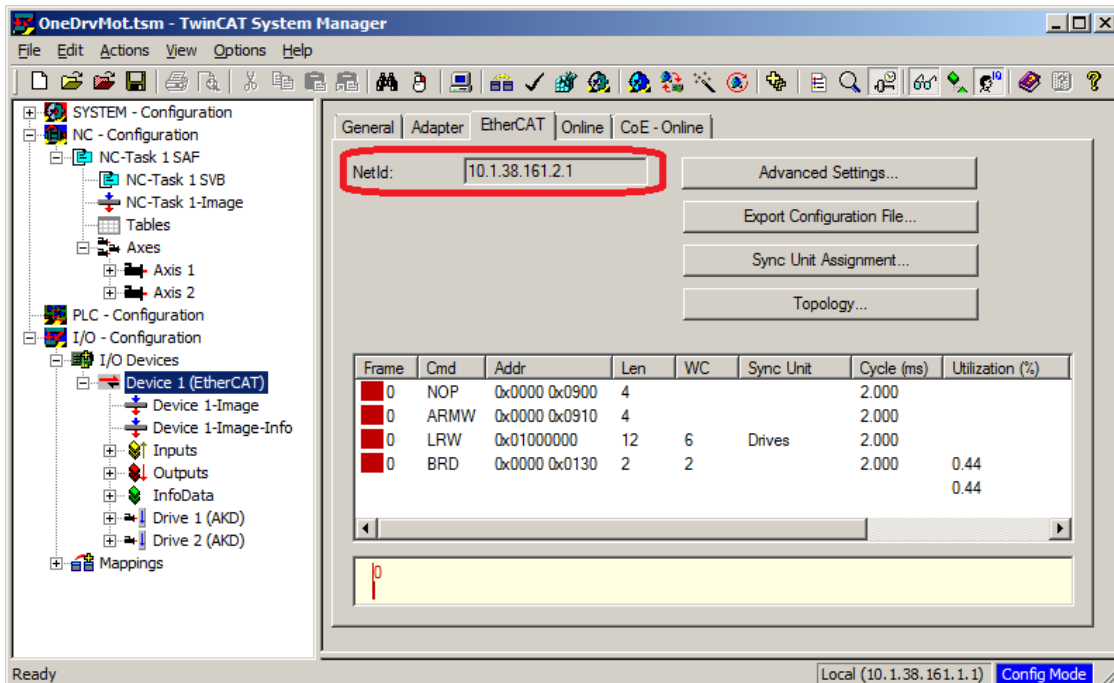 OneDrvMot.tsm - TwinCAT System Manager
File Edit Actions View Options Help
SYSTEM - Configuration
NC - Configuration
NC-Task 1 SAF
NC-Task 1 SVB
NC-Task 1-Image
Tables
Axes
Axis 1
Axis 2
PLC - Configuration
I/O - Configuration
I/O Devices
Device 1 (EtherCAT)
Device 1-Image
Device 1-Image-Info
Inputs
Outputs
InfoData
Drive 1 (AKD)
Drive 2 (AKD)
Mappings
General Adapter EtherCAT Online CoE - Online
NetId: 10.1.38.161.2.1
Advanced Settings...
Export Configuration File...
Sync Unit Assignment...
Topology...
Frame Cmd Addr Len WC Sync Unit Cycle (ms) Utilization (%)
0 NOP 0x0000 0x0900 4 2.000
0 ARMW 0x0000 0x0910 4 2.000
0 LRW 0x01000000 12 6 Drives 2.000
0 BRD 0x0000 0x0130 2 2 2.000 0.44
0.44
0
Ready Local (10.1.38.161.1.1) Config Mode